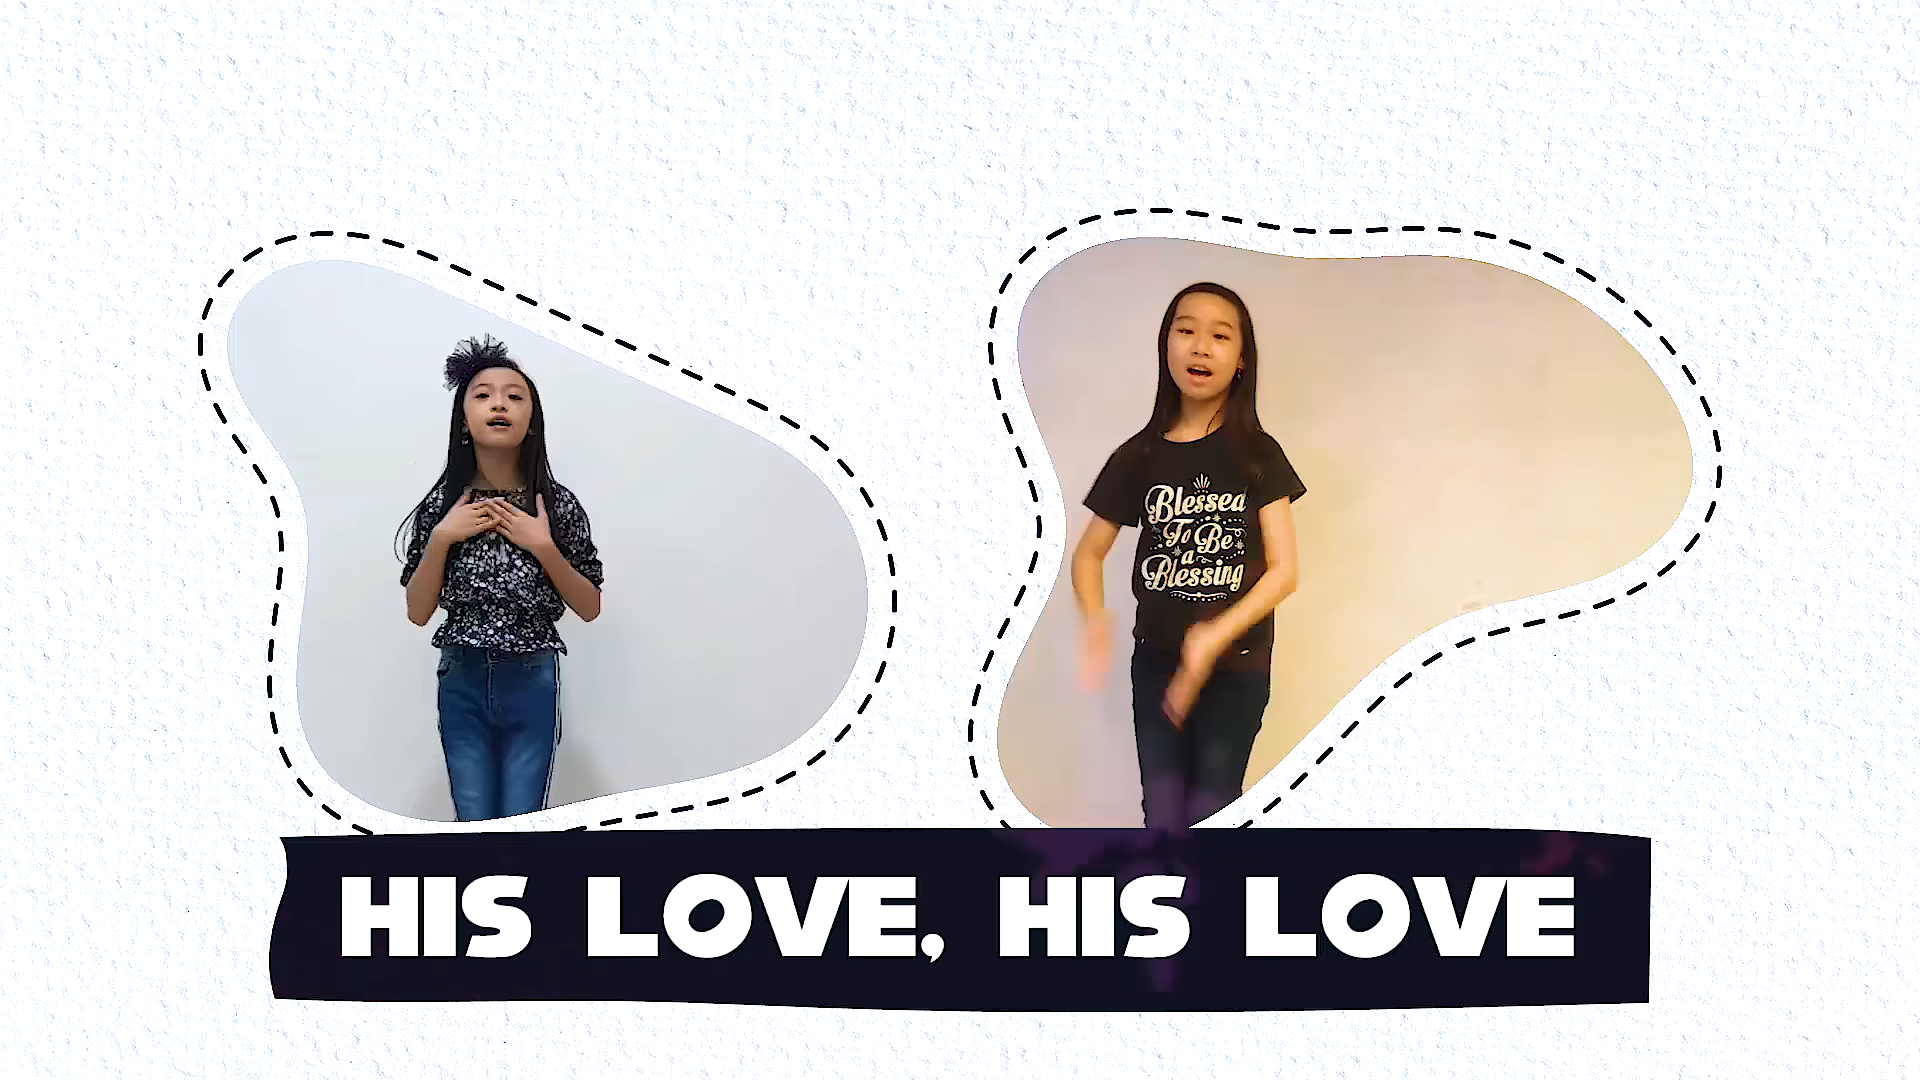 Blessed
To Be
a
Blessing
HIS LOVE, HIS LOVE